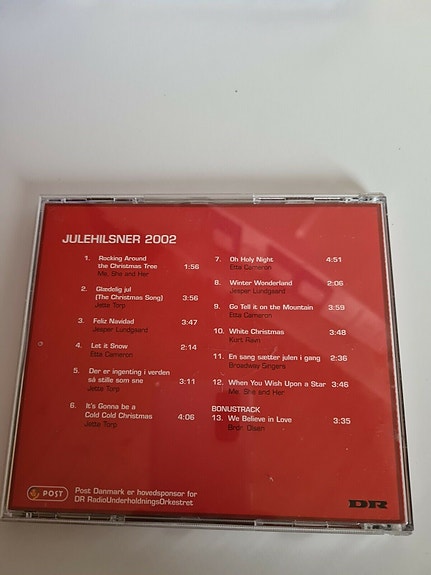 JULEHILSNER 2002
1. Rocking Around
the Christmas Tree 1:56
Me, She and Her
2. Glædelig jul
(The Christmas Song) 3:56
Jette Torp
3. Feliz Navidad 3:47
Jesper Lundgaard
4. Let it Snow 2:14
Etta Cameron
5. Der er ingenting i verden
så stille som sne 3:11
Jette Torp
6. It's Gonna be a
Cold Cold Christmas 4:06
Jette Torp
7. Oh Holy Night 4:51
Etta Cameron
8. Winter Wonderland 2:06
Jesper Lundgaard
9. Go Tell it on the Mountain 3:59
Etta Cameron
10. White Christmas 3:48
Kurt Ravn
11. En sang sætter julen i gang 2:36
Broadway Singers
12. When You Wish Upon a Star 3:46
Me, She and Her
BONUSTRACK
13. We Believe in Love 3:35
Brdr. Olsen
POST
Post Danmark er hovedsponsor for
DR RadioUnderholdningsOrkestret
DR